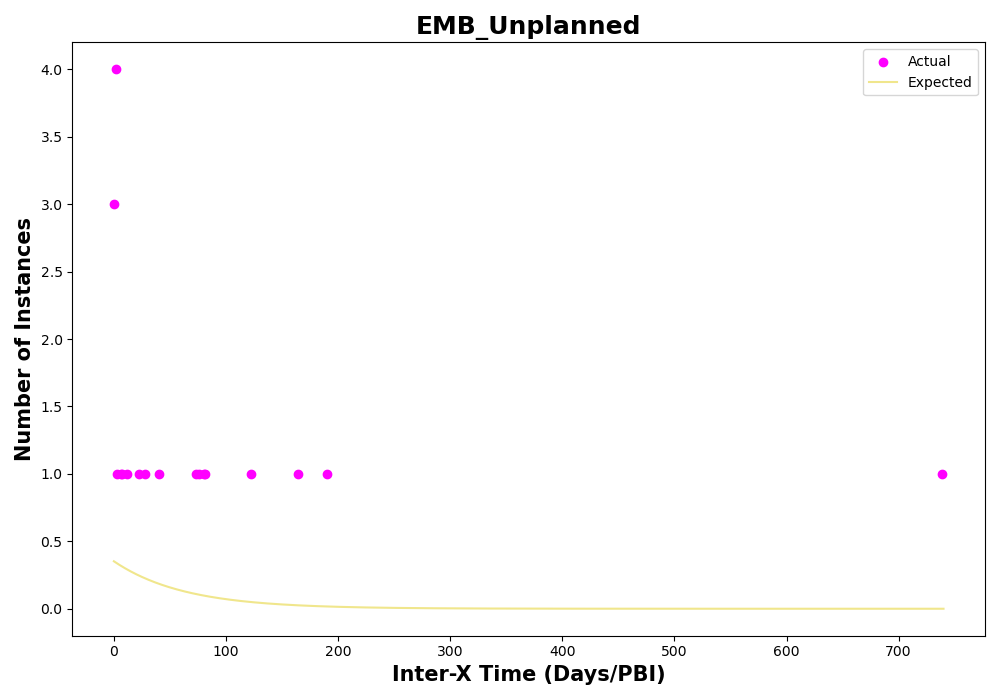 EMB_Unplanned
Actual
Expected
4.0
3.5
3.0
2.5
2.0
1.5
1.0
0.5
0.0
Number of Instances
0 100 200 300 400 500 600 700
Inter-X Time (Days/PBI)